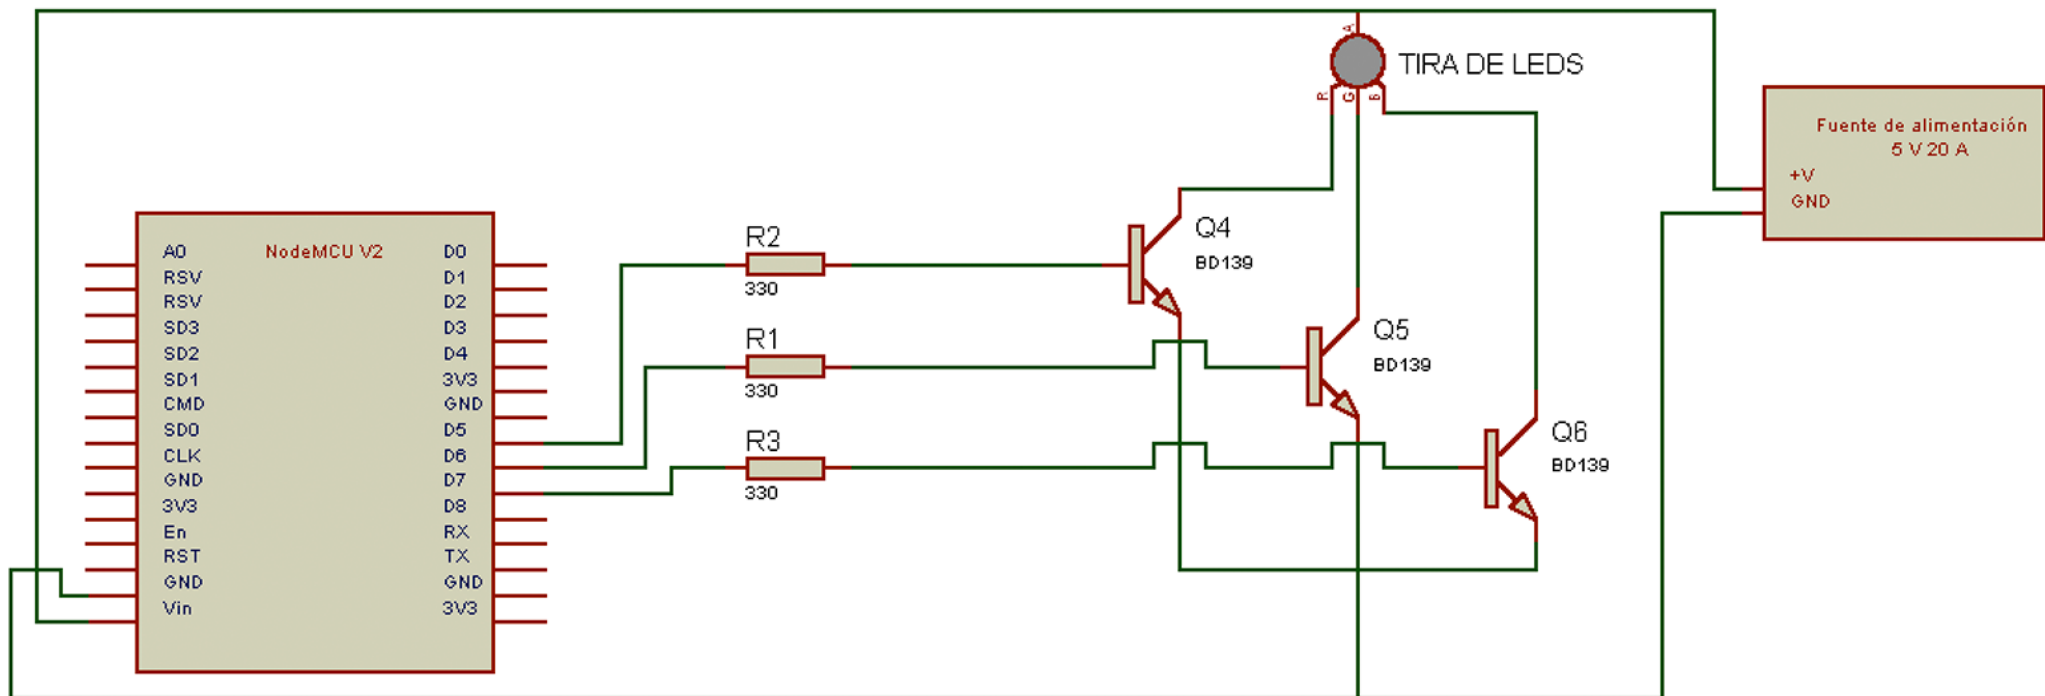 A
TIRA DE LEDS
R
G
B
Fuente de alimentación
5 V 20 A
+V
GND
NodeMCU V2
A0
RSV
RSV
SD3
SD2
SD1
CMD
SD0
CLK
GND
3V3
En
RST
GND
Vin
D0
D1
D2
D3
D4
3V3
GND
D5
D6
D7
D8
RX
TX
GND
3V3
R2
330
R1
330
R3
330
Q4
BD139
Q5
BD139
Q6
BD139